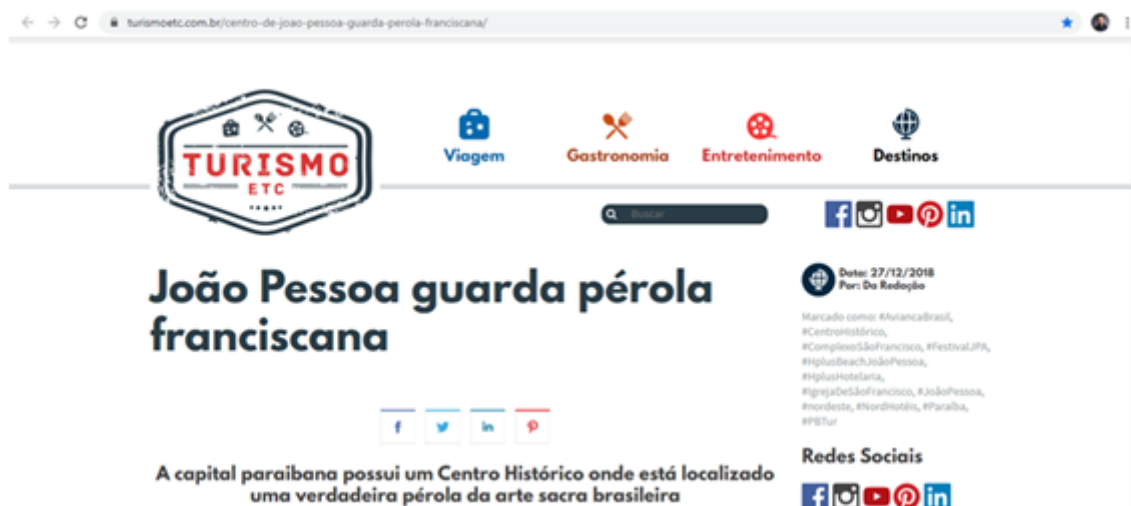 turismoetc.com.br/centro-de-joao-pessoa-guarda-perola-franciscana/
TURISMO
ETC
Viagem
Gastronomia
Entretenimento
Destinos
Buscar
João Pessoa guarda pérola
franciscana
A capital paraibana possui um Centro Histórico onde está localizado
uma verdadeira pérola da arte sacra brasileira
Data: 27/12/2018
Por: Da Redação
Marcado como: #AviancaBrasil,
#CentroHistórico,
#ComplexoSãoFrancisco, #FestivalJPA,
#HplusBeachJoãoPessoa,
#HplusHotelaria,
#IgrejaDeSãoFrancisco, #JoãoPessoa,
#nordeste, #NordHotéis, #Paraíba,
#PBTur
Redes Sociais